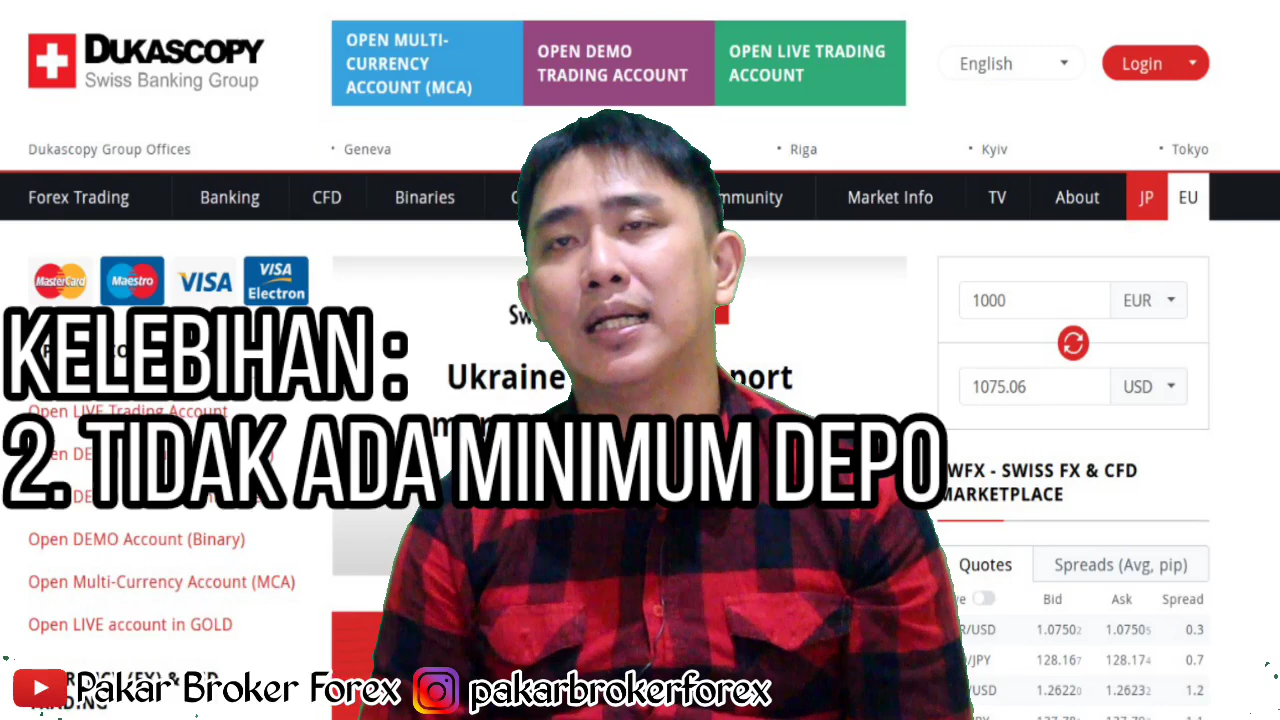 DUKASCOPY
Swiss Banking Group
OPEN MULTI-
CURRENCY
ACCOUNT (MCA)
OPEN DEMO
TRADING ACCOUNT
OPEN LIVE TRADING
ACCOUNT
English
Login
Dukascopy Group Offices
• Geneva
• Riga
• Kyiv
• Tokyo
Forex Trading
Banking
CFD
Binaries
Market Info
TV
About
JP
EU
MasterCard
Maestro
VISA
VISA
Electron
1000
EUR
1075.06
USD
Ukraine
KELEBIHAN :
Open LIVE Trading Account
2. TIDAK ADA MINIMUM DEPO
SWISS FX & CFD
MARKETPLACE
Open DEMO Account (Binary)
Open Multi-Currency Account (MCA)
Open LIVE account in GOLD
Quotes
Spreads (Avg, pip)
Bid
Ask
Spread
R/USD 1.07502 1.07505 0.3
/JPY 128.167 128.174 0.7
/USD 1.26220 1.26232 1.2
Pakar Broker Forex
pakarbrokerforex